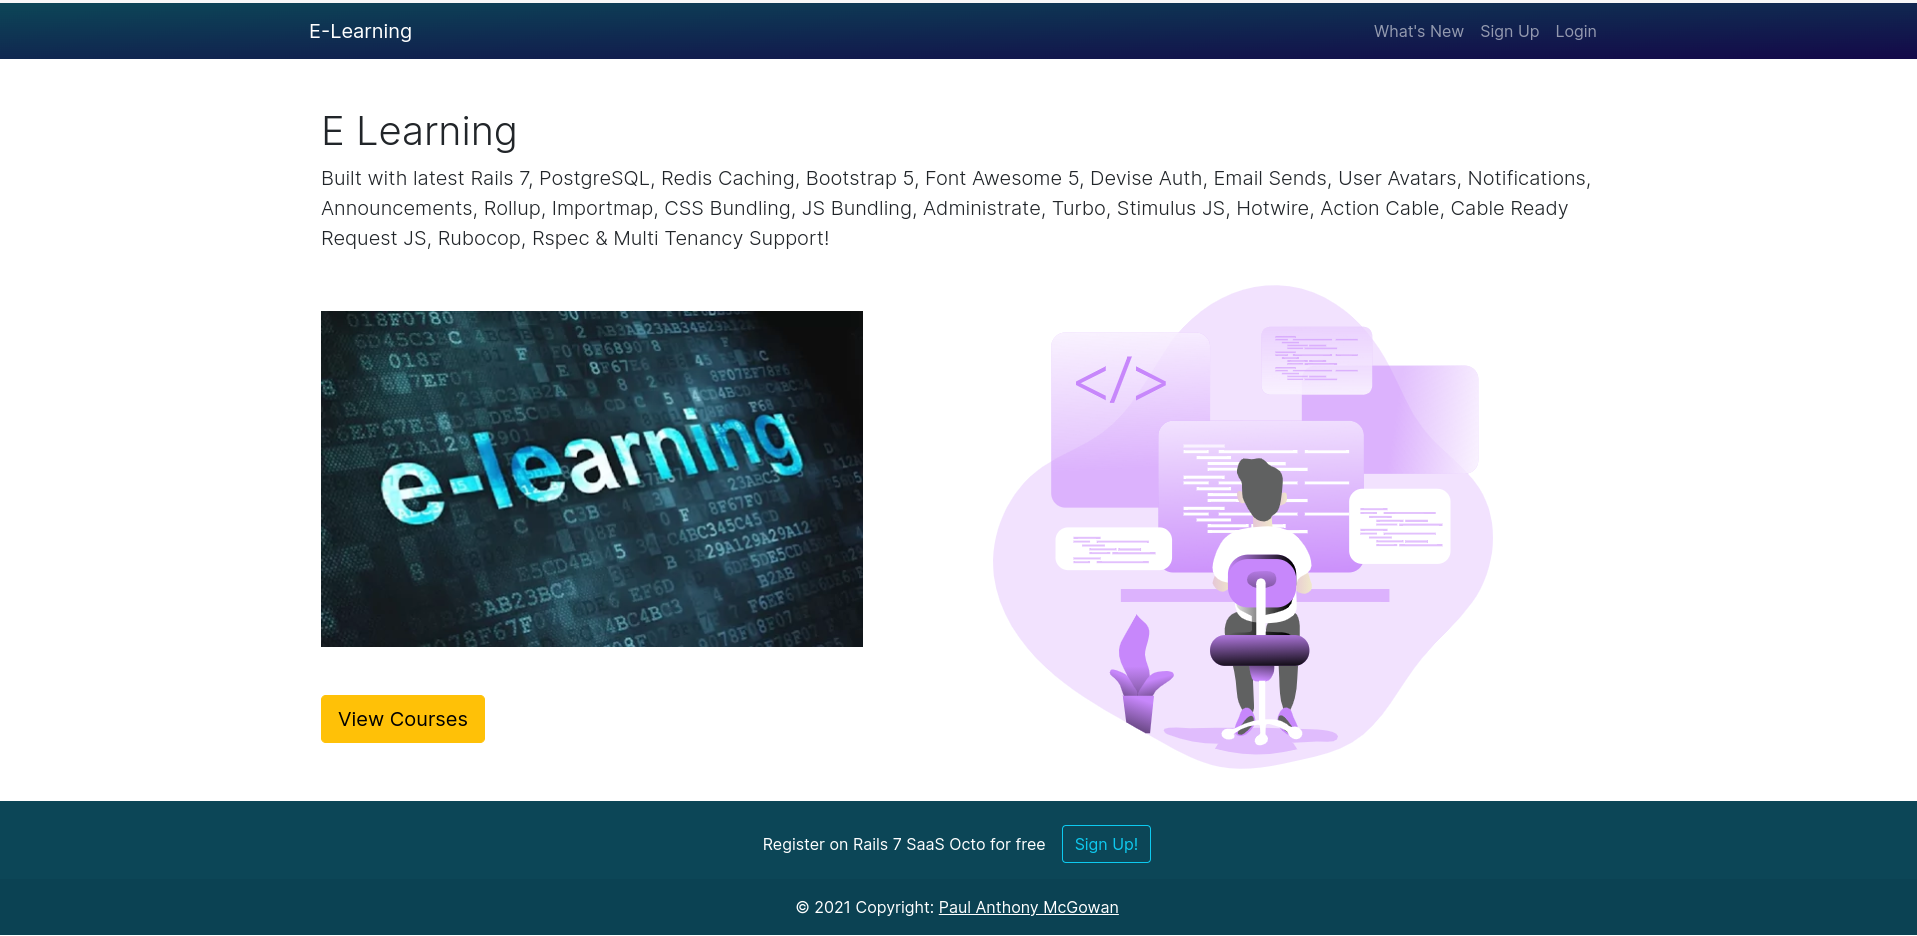 E-Learning
What's New Sign Up Login
E Learning
Built with latest Rails 7, PostgreSQL, Redis Caching, Bootstrap 5, Font Awesome 5, Devise Auth, Email Sends, User Avatars, Notifications,
Announcements, Rollup, Importmap, CSS Bundling, JS Bundling, Administrate, Turbo, Stimulus JS, Hotwire, Action Cable, Cable Ready
Request JS, Rubocop, Rspec & Multi Tenancy Support!
e-learning
</>
View Courses
Register on Rails 7 SaaS Octo for free Sign Up!
© 2021 Copyright: Paul Anthony McGowan